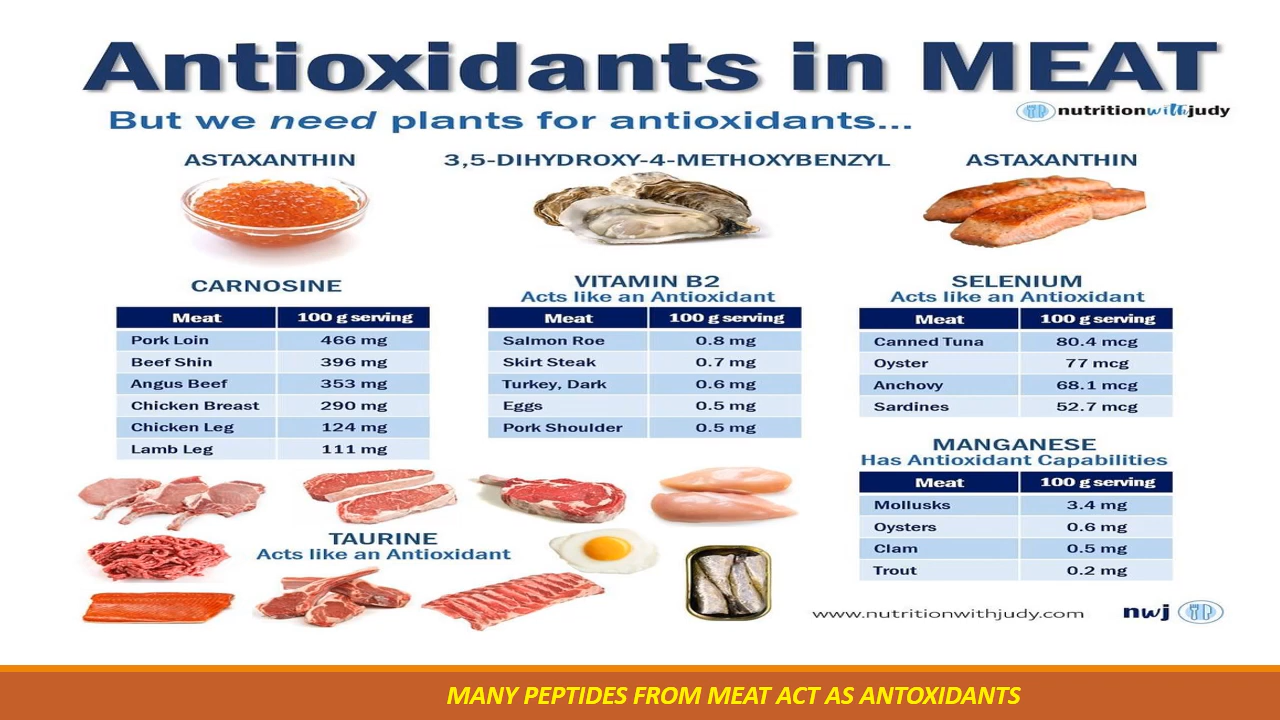 Antioxidants in MEAT
But we need plants for antioxidants...
nutritionwithjudy
ASTAXANTHIN
3,5-DIHYDROXY-4-METHOXYBENZYL
ASTAXANTHIN
CARNOSINE
Meat 100 g serving
Pork Loin 466 mg
Beef Shin 396 mg
Angus Beef 353 mg
Chicken Breast 290 mg
Chicken Leg 124 mg
Lamb Leg 111 mg
VITAMIN B2
Acts like an Antioxidant
Meat 100 g serving
Salmon Roe 0.8 mg
Skirt Steak 0.7 mg
Turkey, Dark 0.6 mg
Eggs 0.5 mg
Pork Shoulder 0.5 mg
SELENIUM
Acts like an Antioxidant
Meat 100 g serving
Canned Tuna 80.4 mcg
Oyster 77 mcg
Anchovy 68.1 mcg
Sardines 52.7 mcg
MANGANESE
Has Antioxidant Capabilities
Meat 100 g serving
Mollusks 3.4 mg
Oysters 0.6 mg
Clam 0.5 mg
Trout 0.2 mg
TAURINE
Acts like an Antioxidant
www.nutritionwithjudy.com
nwj
MANY PEPTIDES FROM MEAT ACT AS ANTOXIDANTS